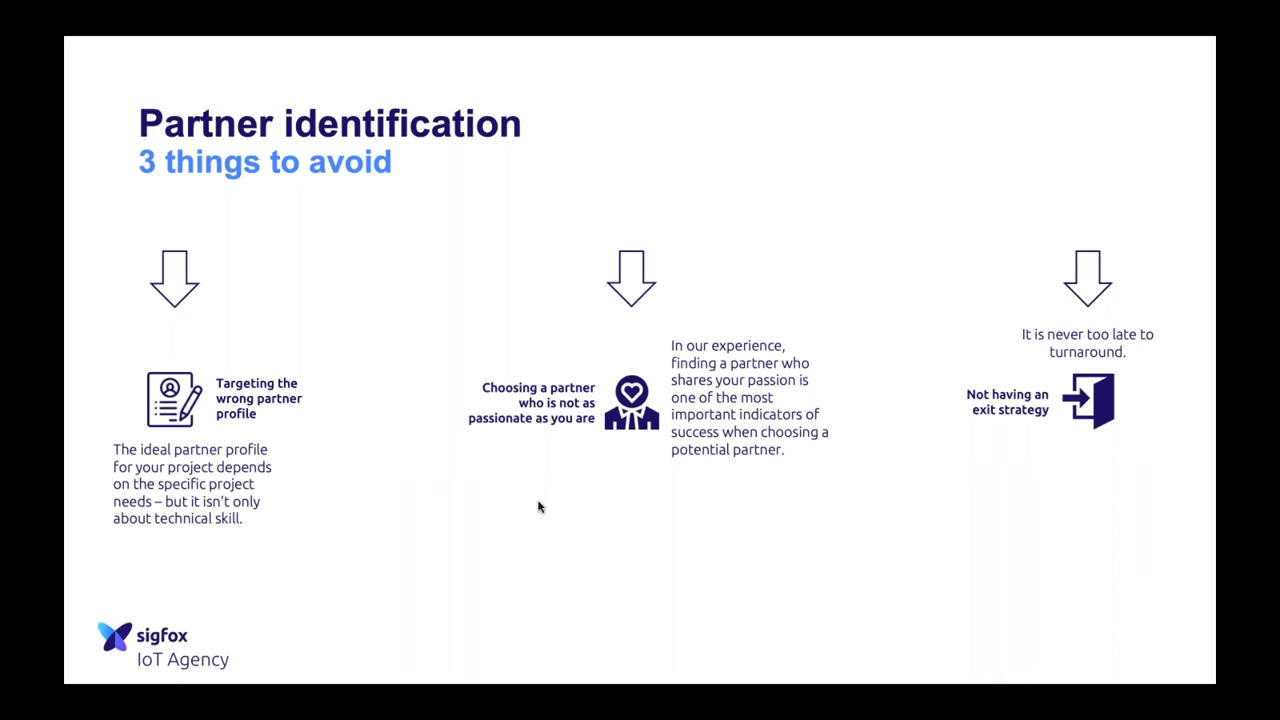 Partner identification
3 things to avoid
Targeting the
wrong partner
profile
The ideal partner profile
for your project depends
on the specific project
needs – but it isn't only
about technical skill.
Choosing a partner
who is not as
passionate as you are
In our experience,
finding a partner who
shares your passion is
one of the most
important indicators of
success when choosing a
potential partner.
It is never too late to
turnaround.
Not having an
exit strategy
sigfox
IoT Agency